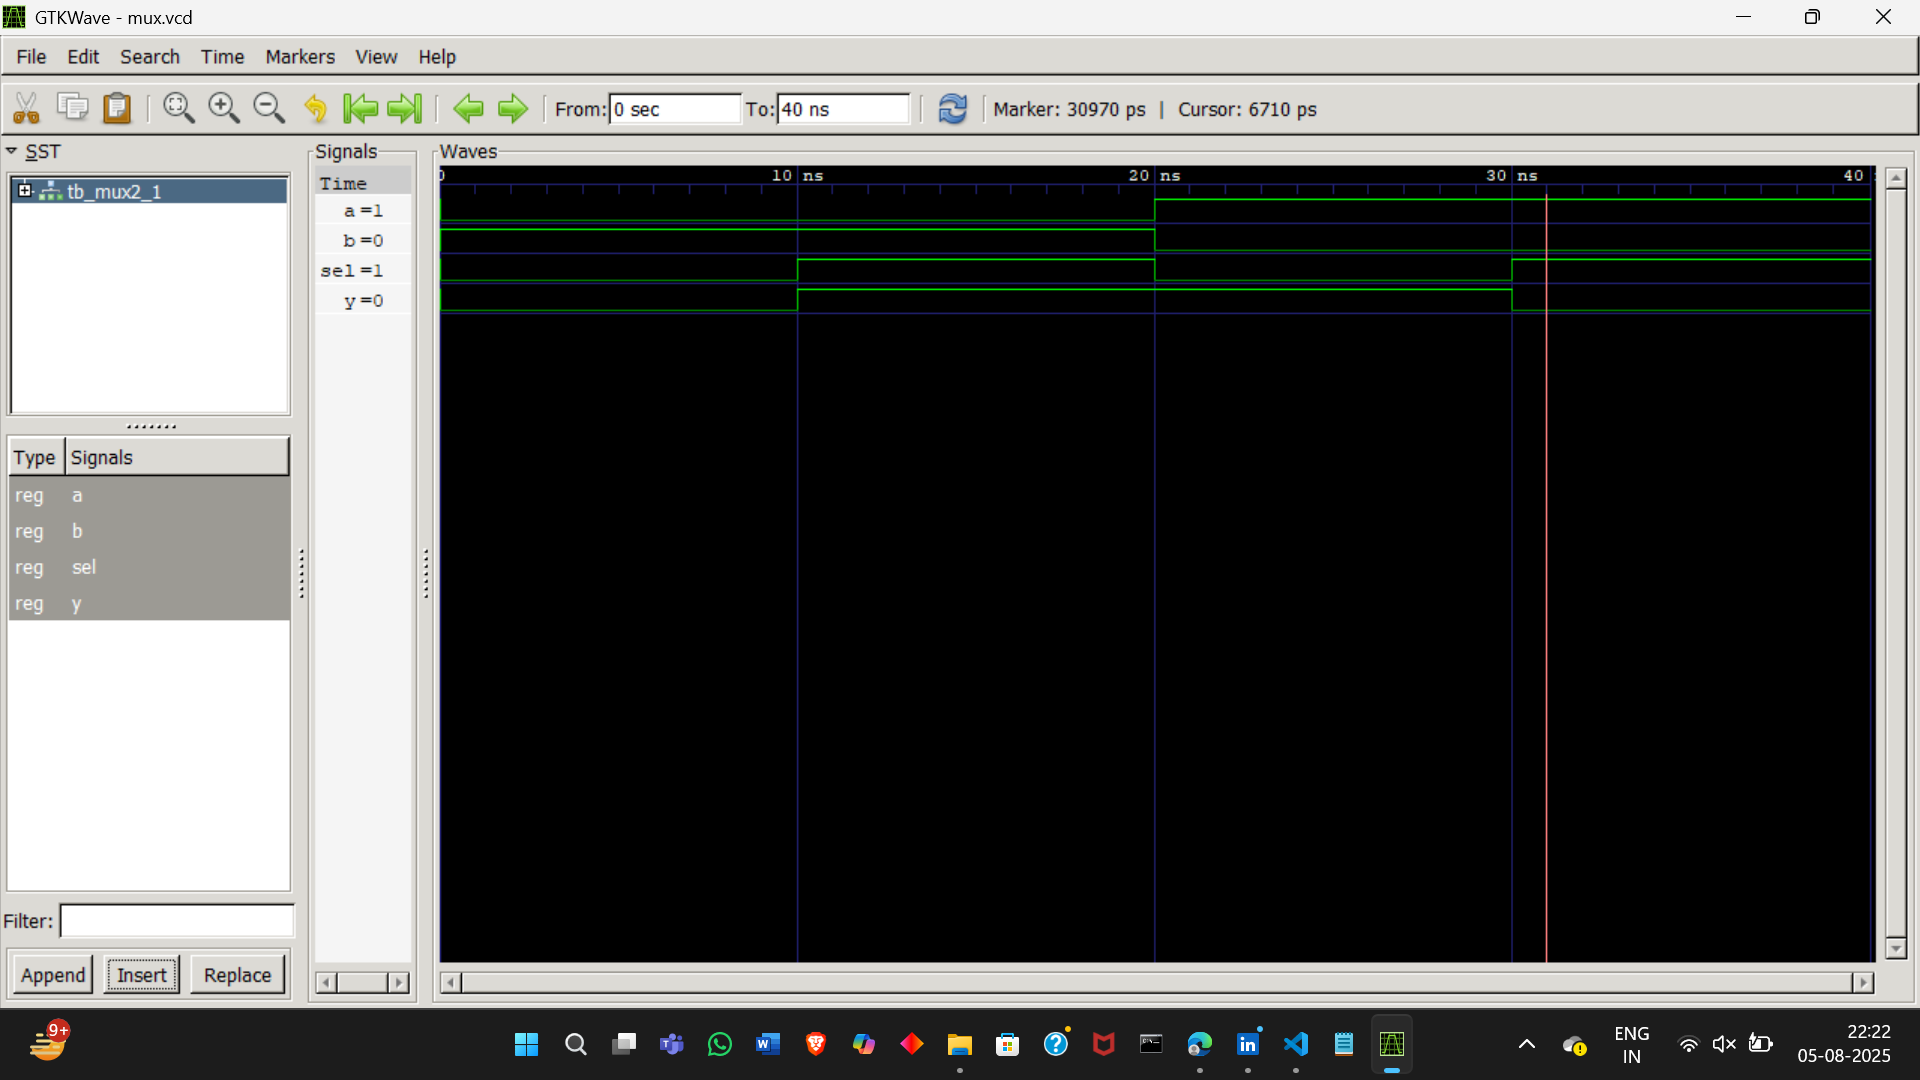 GTKWave - mux.vcd
File Edit Search Time Markers View Help
From: 0 sec To: 40 ns Marker: 30970 ps | Cursor: 6710 ps
SST
tb_mux2_1
Type Signals
reg a
reg b
reg sel
reg y
Filter:
Append Insert Replace
Signals
Time
a=1
b=0
sel=1
y=0
Waves
0 10 ns 20 ns 30 ns 40
9+
ENG
IN
22:22
05-08-2025